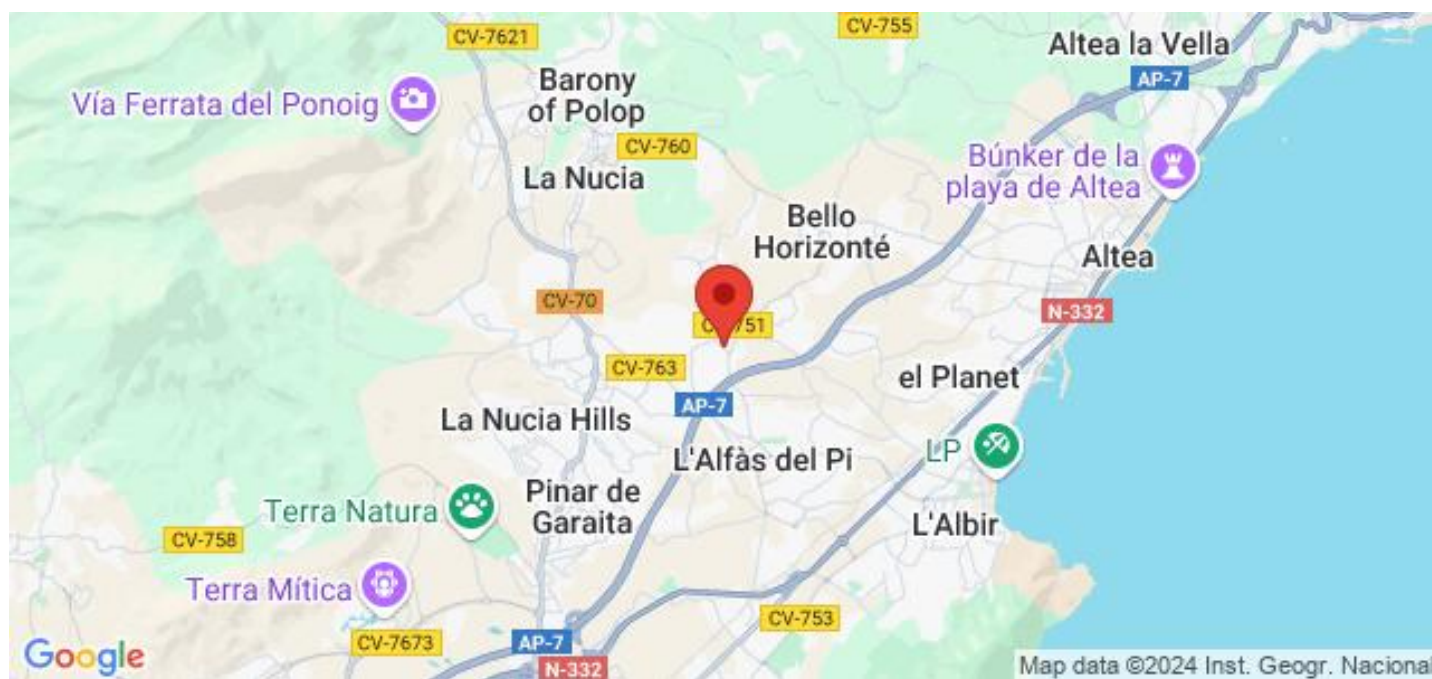 CV-7621
CV-755
Altea la Vella
AP-7
Barony
of Polop
Vía Ferrata del Ponoig
CV-760
La Nucia
Búnker de la
playa de Altea
Bello
Horizonté
Altea
CV-70
N-332
CV-763
AP-7
el Planet
La Nucia Hills
L'Alfàs del Pi
LP
Pinar de
Garaita
Terra Natura
L'Albir
CV-758
Terra Mítica
CV-753
CV-7673
AP-7
N-332
Google
Map data ©2024 Inst. Geogr. Nacional